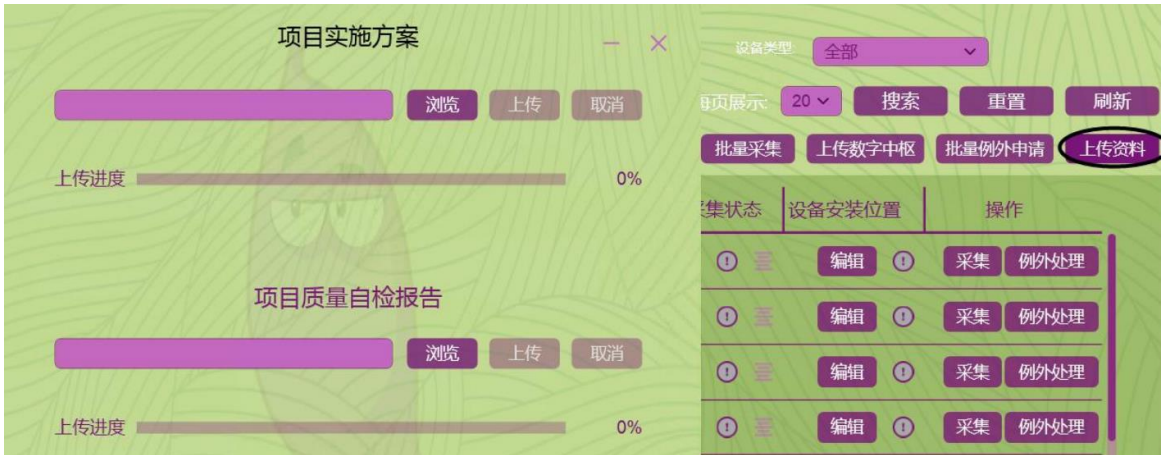 项目实施方案
浏览 上传 取消
上传进度 0%
项目质量自检报告
浏览 上传 取消
上传进度 0%
设备类型: 全部
每页展示: 20 搜索 重置 刷新
批量采集 上传数字中枢 批量例外申请 上传资料
采集状态 设备安装位置 操作
编辑 采集 例外处理
编辑 采集 例外处理
编辑 采集 例外处理
编辑 采集 例外处理